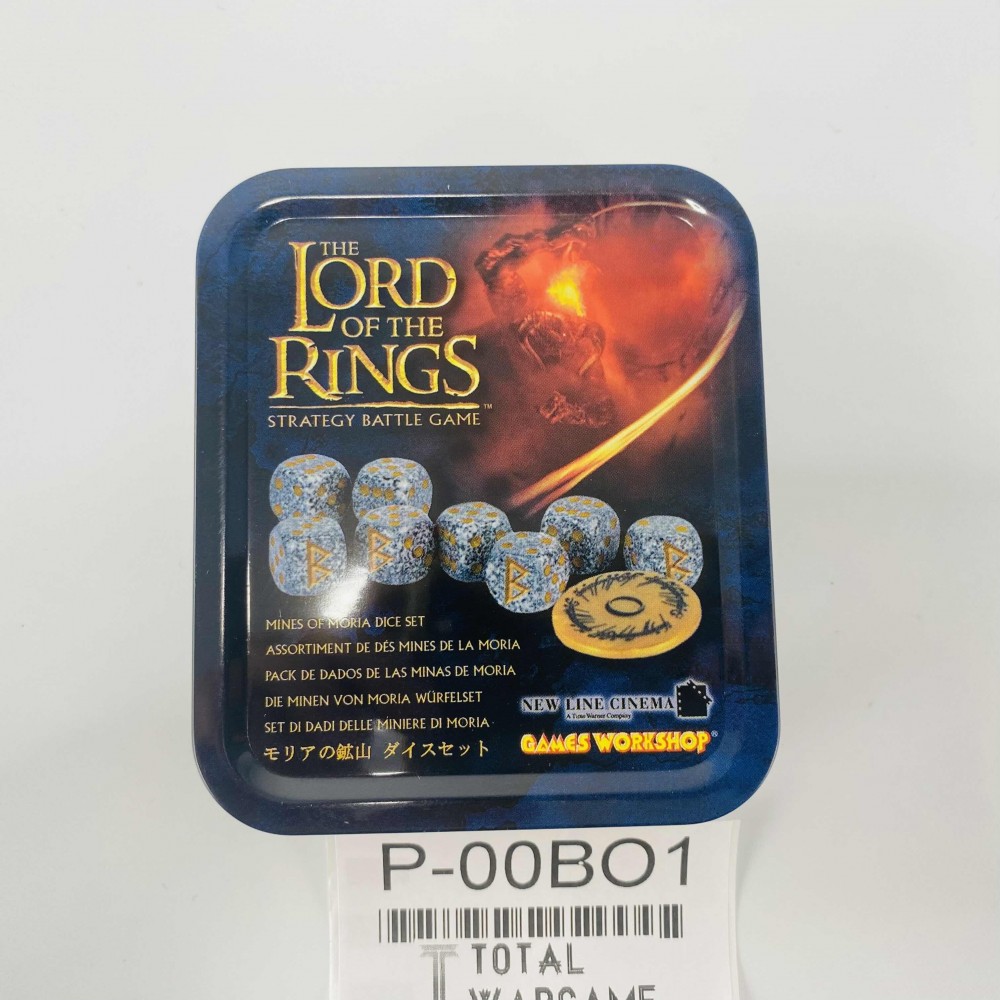 THE
LORD
OF THE
RINGS
STRATEGY BATTLE GAME™
MINES OF MORIA DICE SET
ASSORTIMENT DE DÉS MINES DE LA MORIA
PACK DE DADOS DE LAS MINAS DE MORIA
DIE MINEN VON MORIA WÜRFELSET
SET DI DADI DELLE MINIERE DI MORIA
モリアの鉱山 ダイスセット
NEW LINE CINEMA
A Time Warner Company
GAMES WORKSHOP®
P-00BO1
TOTAL
WARGAME